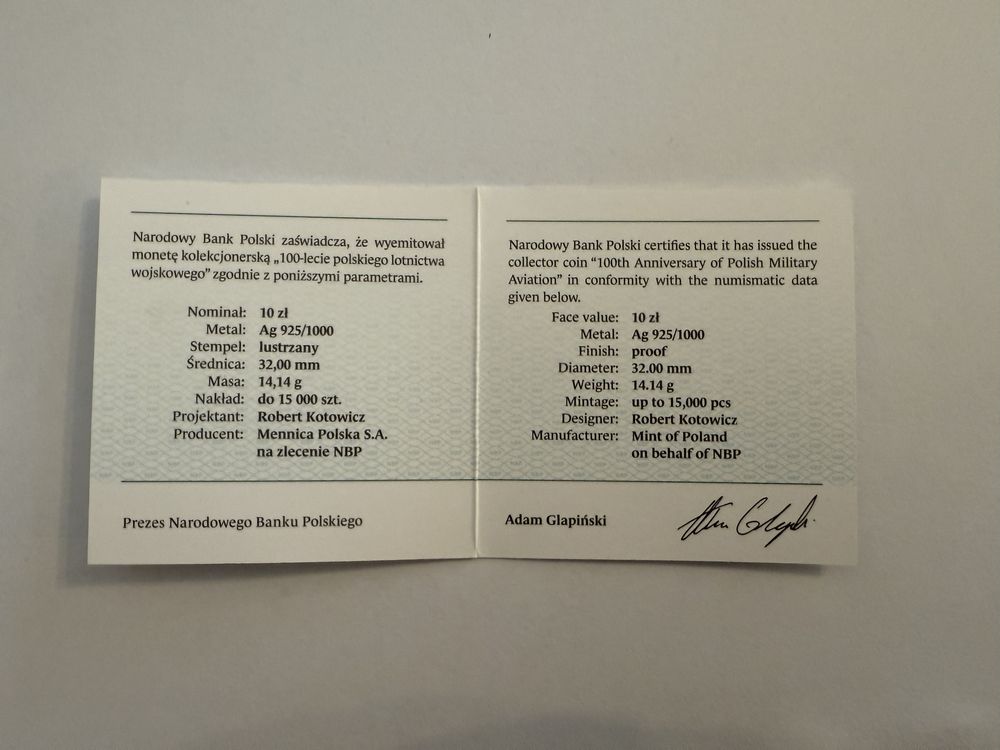 Narodowy Bank Polski zaświadcza, że wyemitował
monetę kolekcjonerską „100-lecie polskiego lotnictwa
wojskowego” zgodnie z poniższymi parametrami.
Nominał: 10 zł
Metal: Ag 925/1000
Stempel: lustrzany
Średnica: 32,00 mm
Masa: 14,14 g
Nakład: do 15 000 szt.
Projektant: Robert Kotowicz
Producent: Mennica Polska S.A.
na zlecenie NBP
Prezes Narodowego Banku Polskiego
Narodowy Bank Polski certifies that it has issued the
collector coin “100th Anniversary of Polish Military
Aviation” in conformity with the numismatic data
given below.
Face value: 10 zł
Metal: Ag 925/1000
Finish: proof
Diameter: 32.00 mm
Weight: 14.14 g
Mintage: up to 15,000 pcs
Designer: Robert Kotowicz
Manufacturer: Mint of Poland
on behalf of NBP
Adam Glapiński